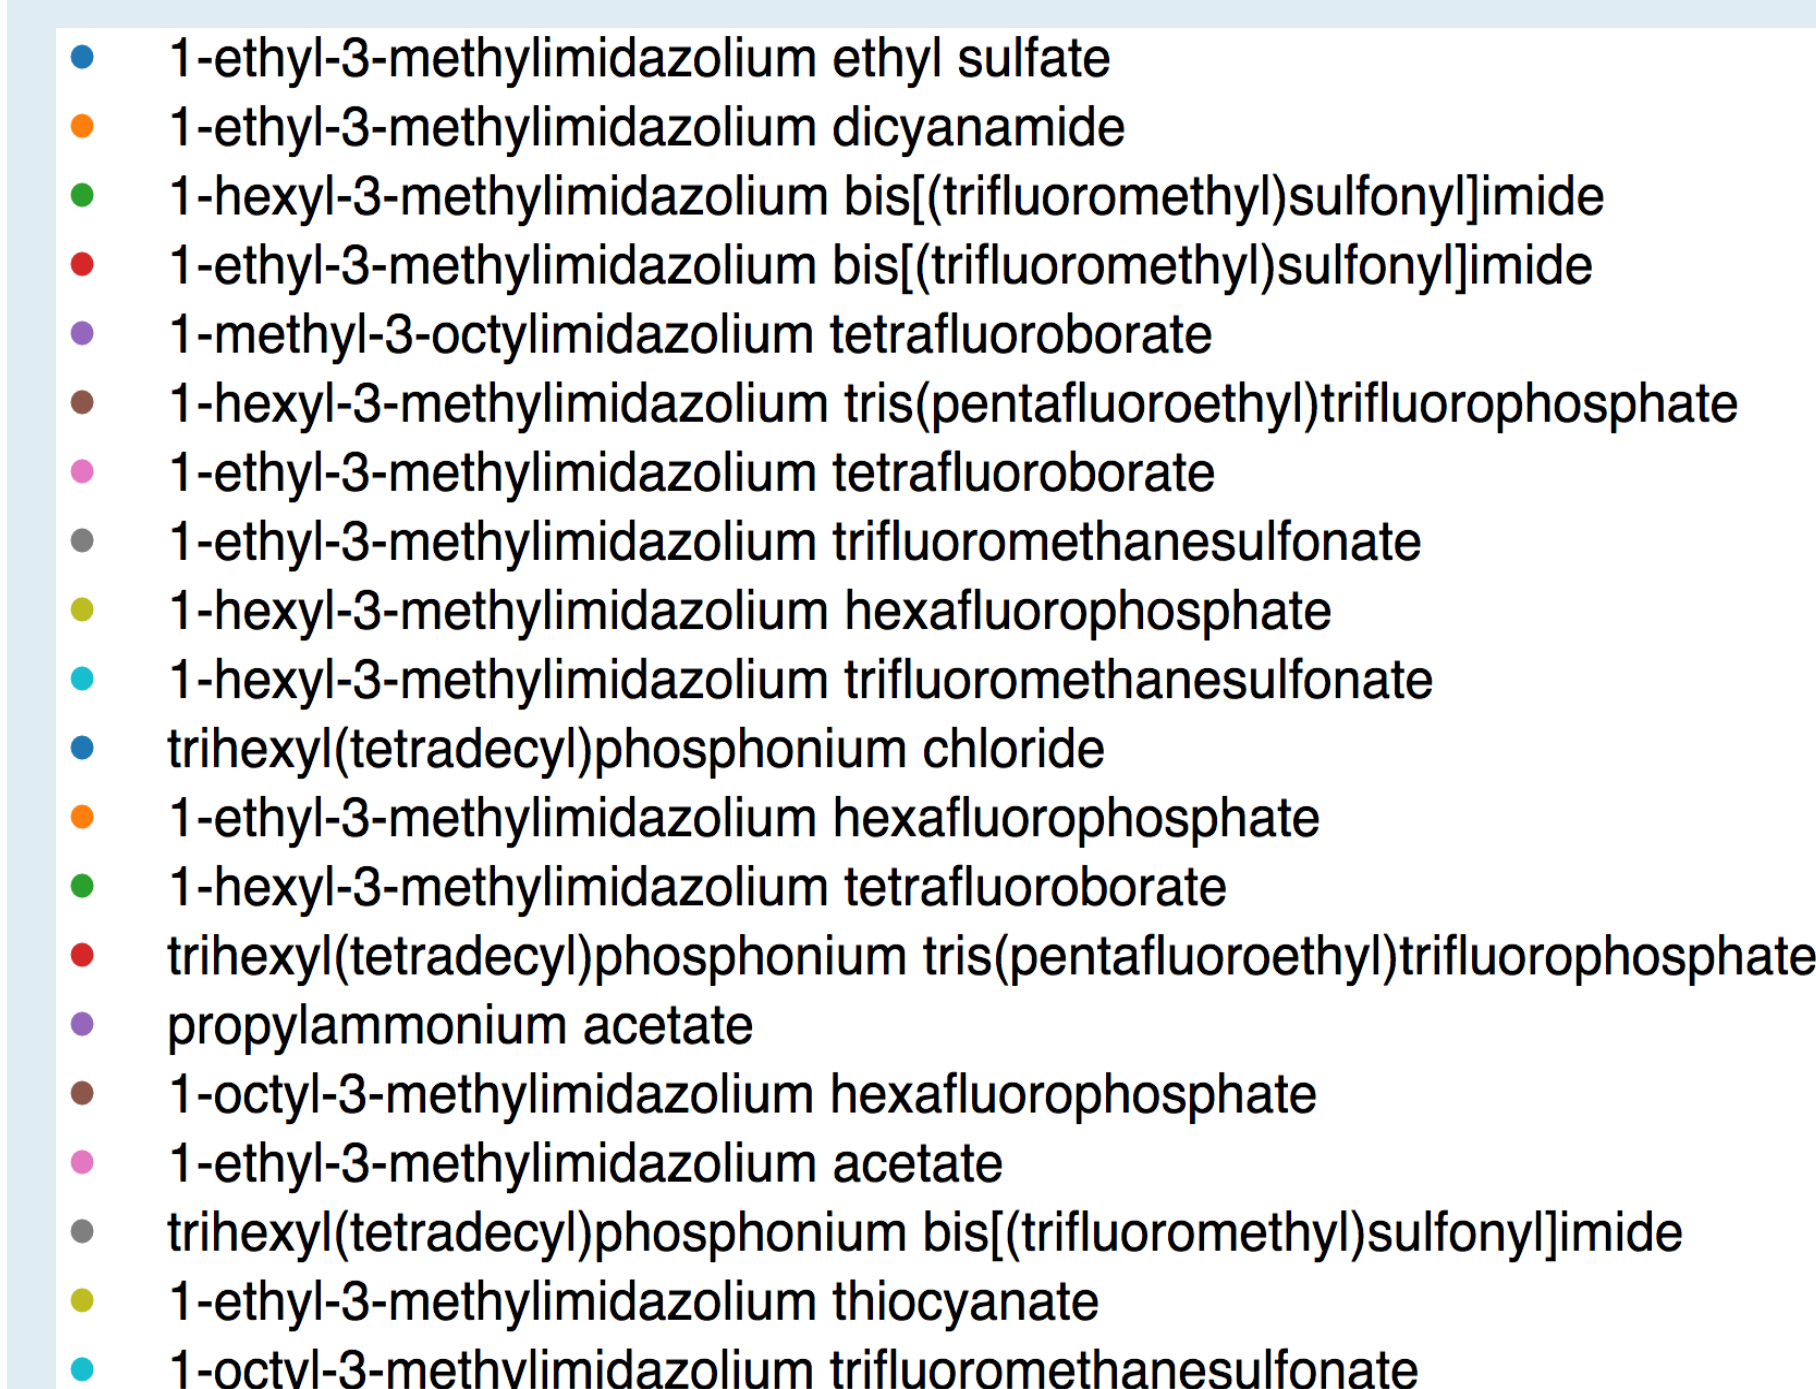 1-ethyl-3-methylimidazolium ethyl sulfate
1-ethyl-3-methylimidazolium dicyanamide
1-hexyl-3-methylimidazolium bis[(trifluoromethyl)sulfonyl]imide
1-ethyl-3-methylimidazolium bis[(trifluoromethyl)sulfonyl]imide
1-methyl-3-octylimidazolium tetrafluoroborate
1-hexyl-3-methylimidazolium tris(pentafluoroethyl)trifluorophosphate
1-ethyl-3-methylimidazolium tetrafluoroborate
1-ethyl-3-methylimidazolium trifluoromethanesulfonate
1-hexyl-3-methylimidazolium hexafluorophosphate
1-hexyl-3-methylimidazolium trifluoromethanesulfonate
trihexyl(tetradecyl)phosphonium chloride
1-ethyl-3-methylimidazolium hexafluorophosphate
1-hexyl-3-methylimidazolium tetrafluoroborate
trihexyl(tetradecyl)phosphonium tris(pentafluoroethyl)trifluorophosphate
propylammonium acetate
1-octyl-3-methylimidazolium hexafluorophosphate
1-ethyl-3-methylimidazolium acetate
trihexyl(tetradecyl)phosphonium bis[(trifluoromethyl)sulfonyl]imide
1-ethyl-3-methylimidazolium thiocyanate
1-octyl-3-methylimidazolium trifluoromethanesulfonate